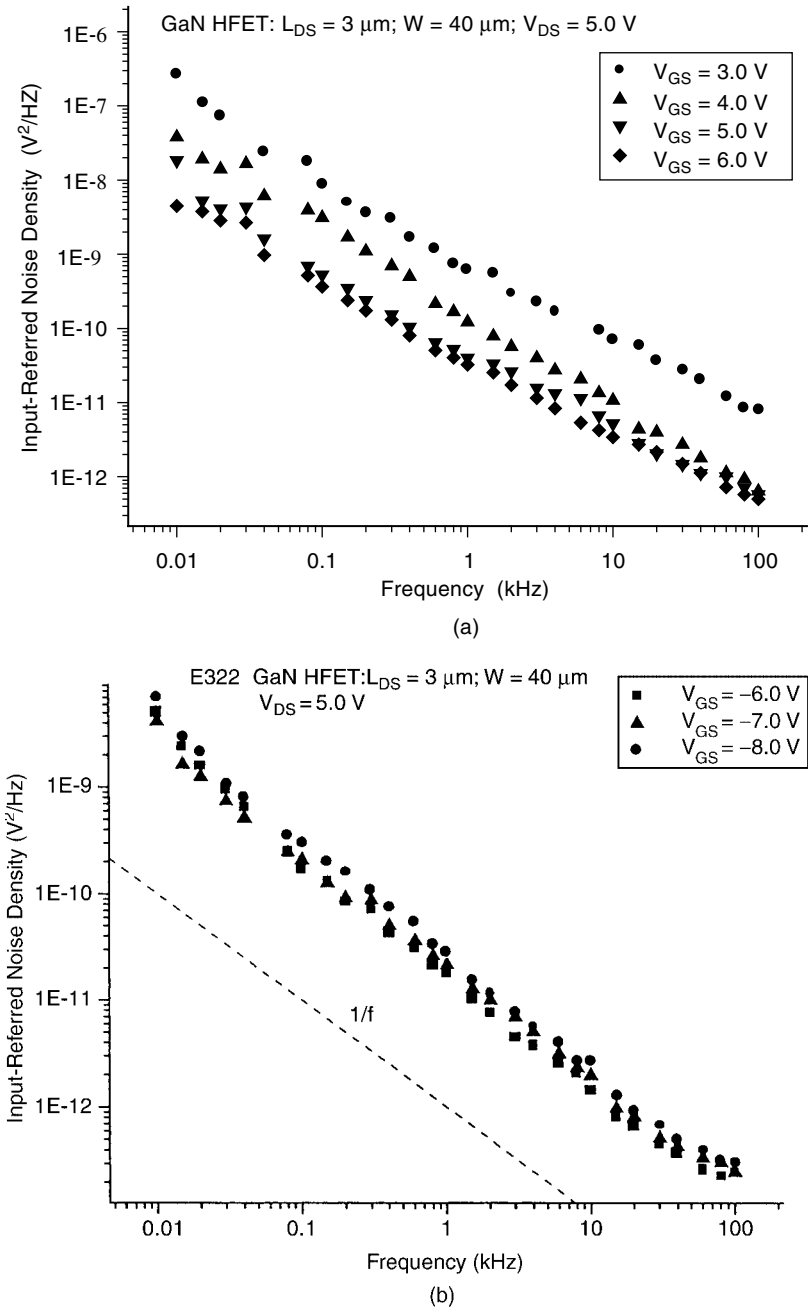 GaN HFET: L_DS = 3 μm; W = 40 μm; V_DS = 5.0 V
V_GS = 3.0 V
V_GS = 4.0 V
V_GS = 5.0 V
V_GS = 6.0 V
Input-Referred Noise Density (V²/HZ)
1E-6
1E-7
1E-8
1E-9
1E-10
1E-11
1E-12
0.01
0.1
1
10
100
Frequency (kHz)
(a)
E322 GaN HFET:L_DS = 3 μm; W = 40 μm
V_DS = 5.0 V
V_GS = –6.0 V
V_GS = –7.0 V
V_GS = –8.0 V
Input-Referred Noise Density (V²/Hz)
1E-9
1E-10
1E-11
1E-12
1/f
0.01
0.1
1
10
100
Frequency (kHz)
(b)